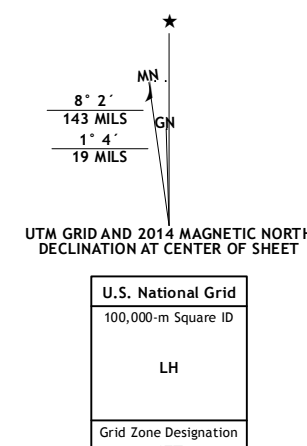 ★
MN
8° 2´
143 MILS
GN
1° 4´
19 MILS
UTM GRID AND 2014 MAGNETIC NORTH
DECLINATION AT CENTER OF SHEET
U.S. National Grid
100,000-m Square ID
LH
Grid Zone Designation